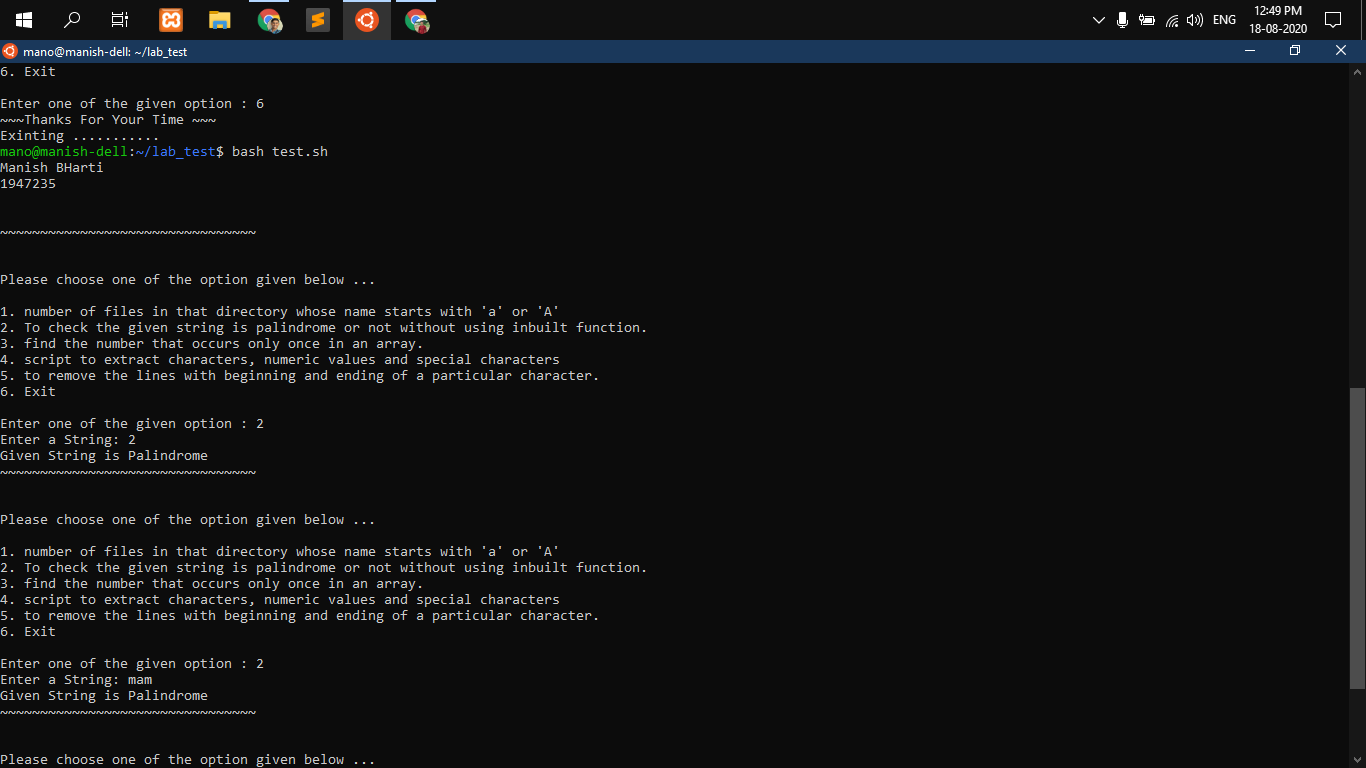 12:49 PM
ENG
18-08-2020
mano@manish-dell: ~/lab_test
6. Exit
Enter one of the given option : 6
~~~Thanks For Your Time ~~~
Exinting ...........
mano@manish-dell:~/lab_test$ bash test.sh
Manish BHarti
1947235
~~~~~~~~~~~~~~~~~~~~~~~~~~~~~~~~
Please choose one of the option given below ...
1. number of files in that directory whose name starts with 'a' or 'A'
2. To check the given string is palindrome or not without using inbuilt function.
3. find the number that occurs only once in an array.
4. script to extract characters, numeric values and special characters
5. to remove the lines with beginning and ending of a particular character.
6. Exit
Enter one of the given option : 2
Enter a String: 2
Given String is Palindrome
~~~~~~~~~~~~~~~~~~~~~~~~~~~~~~~~
Please choose one of the option given below ...
1. number of files in that directory whose name starts with 'a' or 'A'
2. To check the given string is palindrome or not without using inbuilt function.
3. find the number that occurs only once in an array.
4. script to extract characters, numeric values and special characters
5. to remove the lines with beginning and ending of a particular character.
6. Exit
Enter one of the given option : 2
Enter a String: mam
Given String is Palindrome
~~~~~~~~~~~~~~~~~~~~~~~~~~~~~~~~
Please choose one of the option given below ...